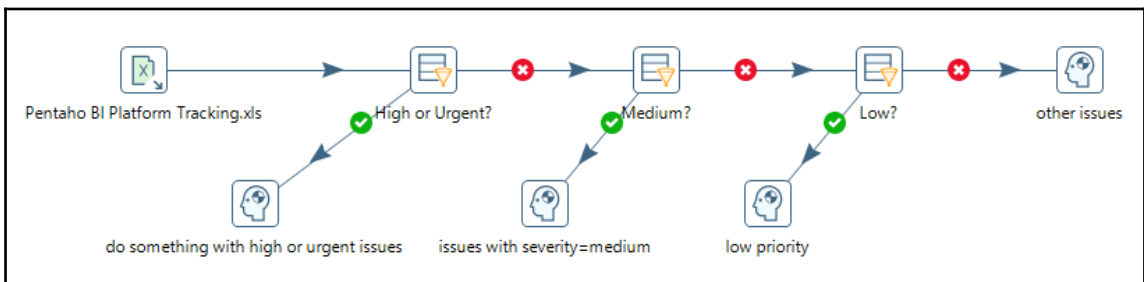 Pentaho BI Platform Tracking.xls
High or Urgent?
Medium?
Low?
other issues
do something with high or urgent issues
issues with severity=medium
low priority